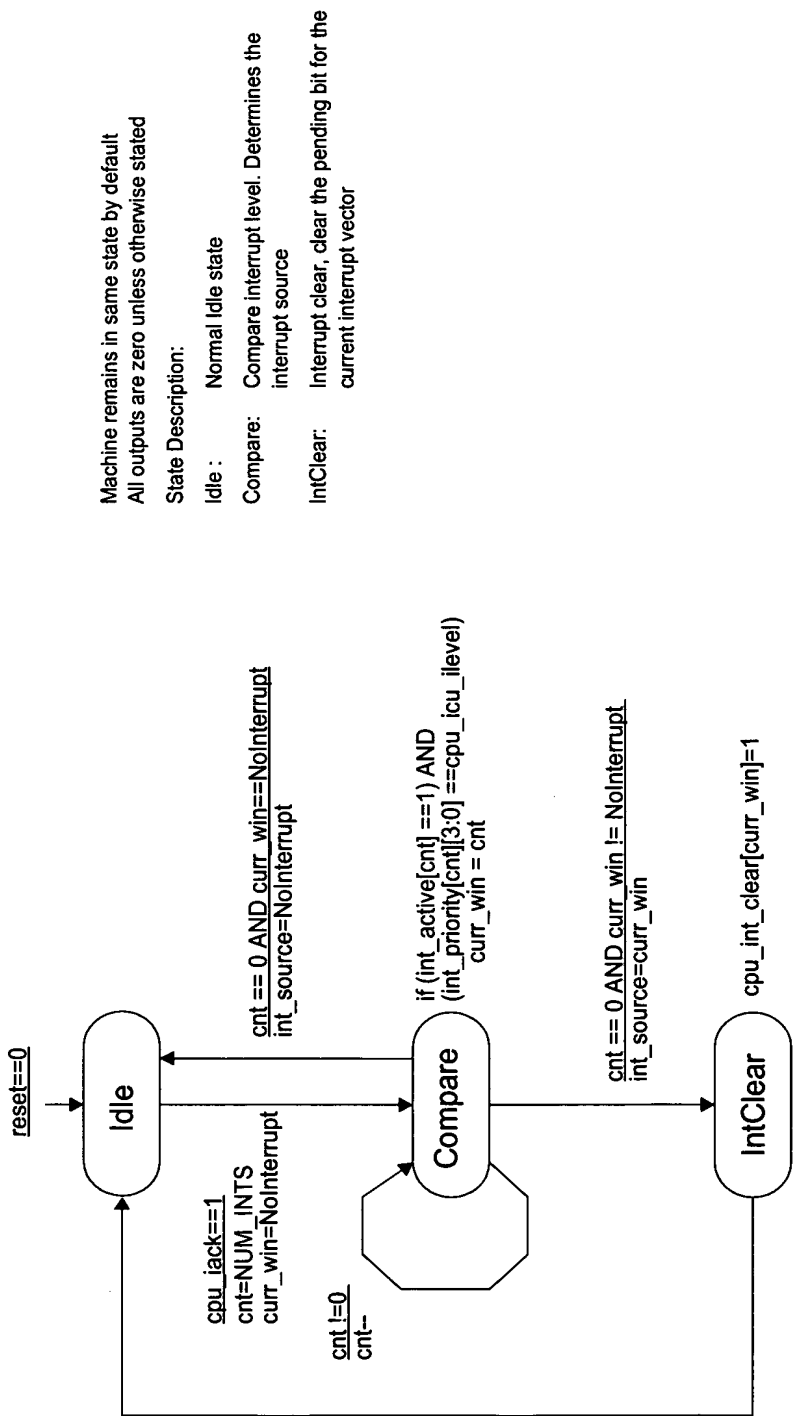 reset==0
Idle
cpu_iack==1
cnt=NUM_INTS
curr_win=NoInterrupt
cnt == 0 AND curr_win==NoInterrupt
int_source=NoInterrupt
cnt !=0
cnt--
Compare
if (int_active[cnt] ==1) AND
(int_priority[cnt][3:0] ==cpu_icu_ilevel)
curr_win = cnt
cnt == 0 AND curr_win != NoInterrupt
int_source=curr_win
IntClear
cpu_int_clear[curr_win]=1
Machine remains in same state by default
All outputs are zero unless otherwise stated
State Description:
Idle : Normal Idle state
Compare: Compare interrupt level. Determines the
interrupt source
IntClear: Interrupt clear, clear the pending bit for the
current interrupt vector